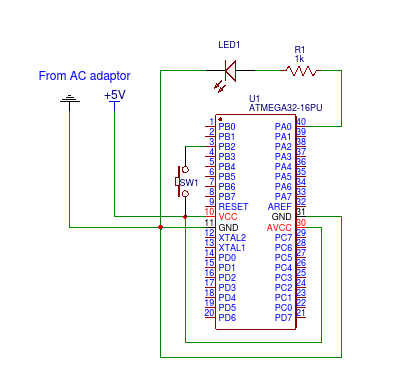 LED1
R1
1k
From AC adaptor
+5V
U1
ATMEGA32-16PU
1 PB0 PA0 40
2 PB1 PA1 39
3 PB2 PA2 38
4 PB3 PA3 37
5 PB4 PA4 36
6 PB5 PA5 35
7 PB6 PA6 34
8 PB7 PA7 33
9 RESET AREF 32
10 VCC GND 31
11 GND AVCC 30
12 XTAL2 PC7 29
13 XTAL1 PC6 28
14 PD0 PC5 27
15 PD1 PC4 26
16 PD2 PC3 25
17 PD3 PC2 24
18 PD4 PC1 23
19 PD5 PC0 22
20 PD6 PD7 21
SW1